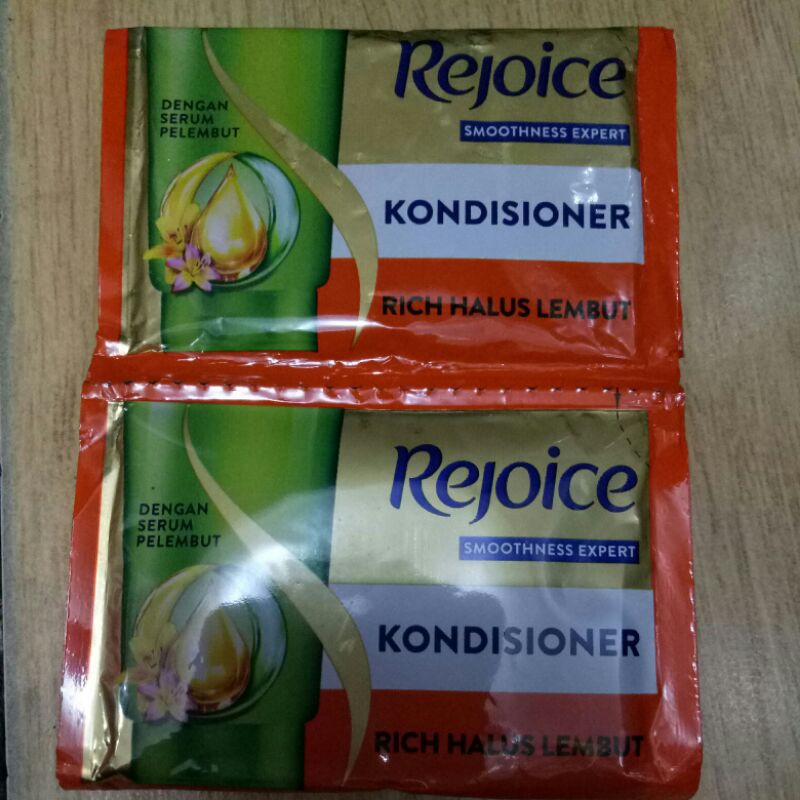 Rejoice
SMOOTHNESS EXPERT
DENGAN
SERUM
PELEMBUT
KONDISIONER
RICH HALUS LEMBUT
Rejoice
SMOOTHNESS EXPERT
DENGAN
SERUM
PELEMBUT
KONDISIONER
RICH HALUS LEMBUT